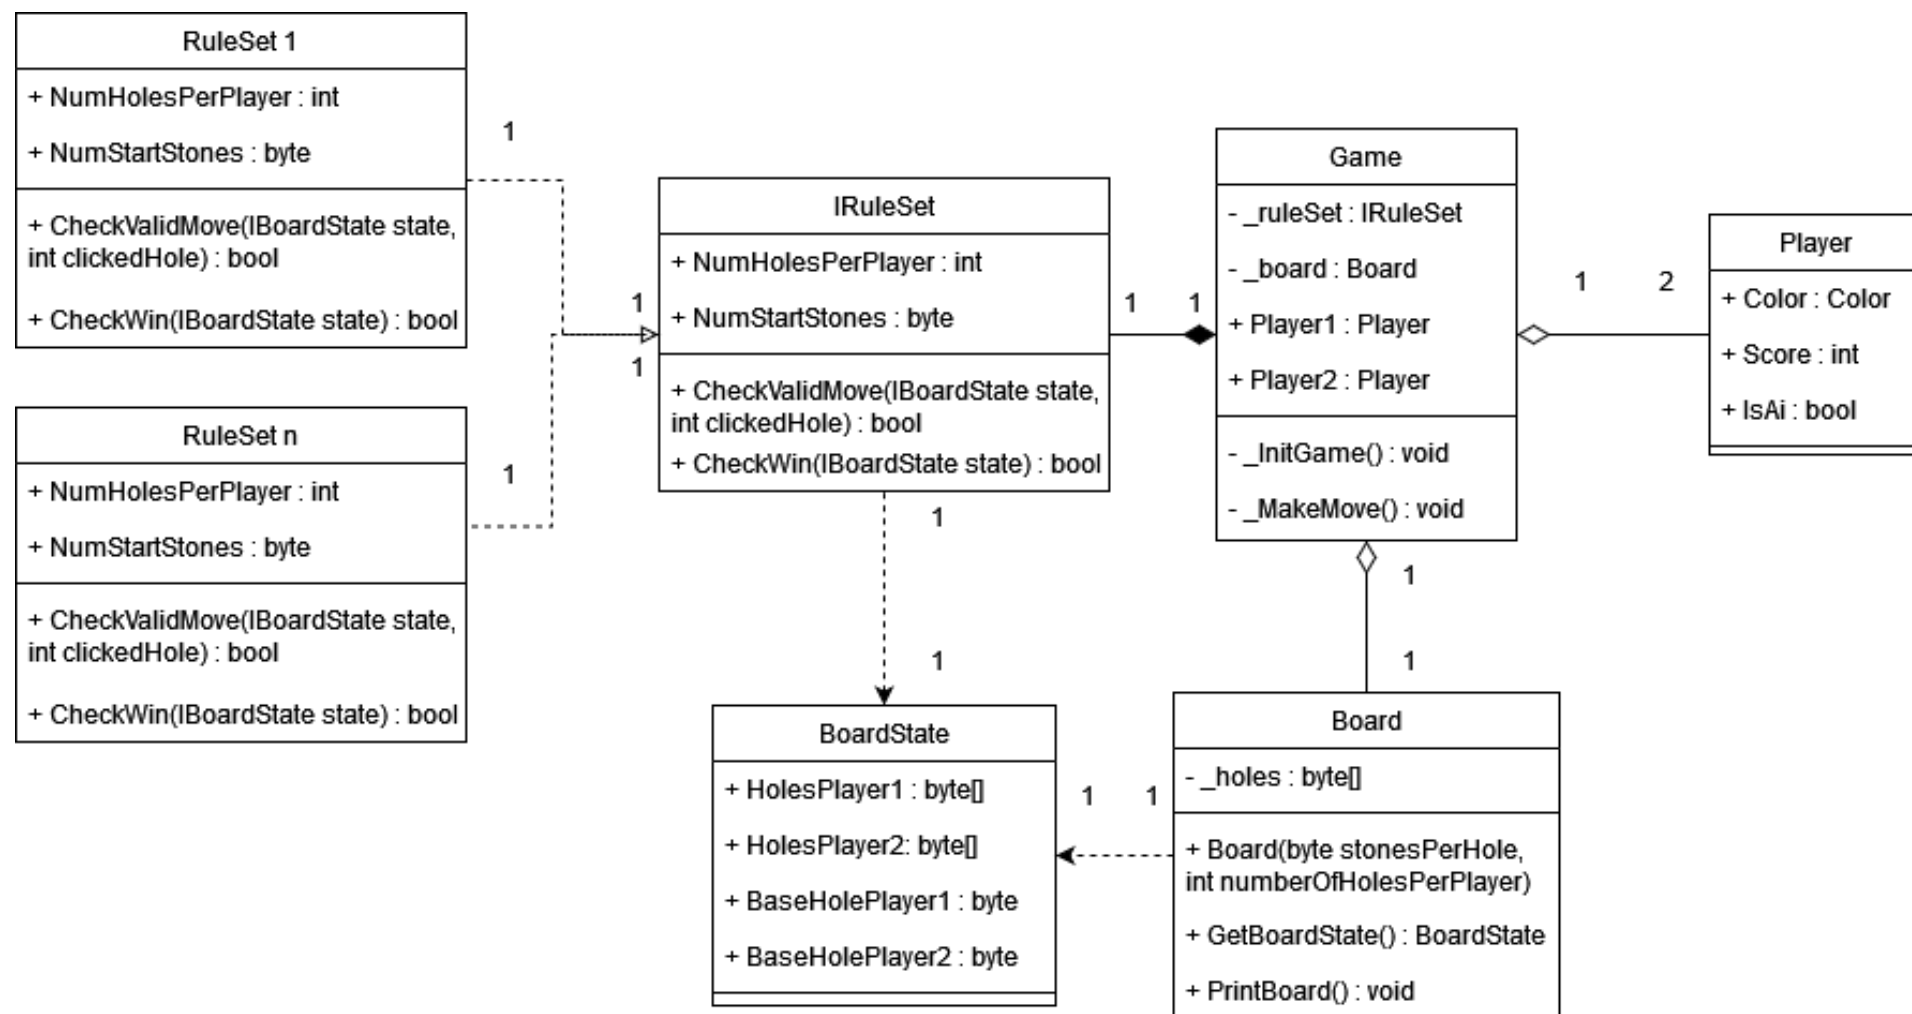 RuleSet 1
+ NumHolesPerPlayer : int
+ NumStartStones : byte
+ CheckValidMove(IBoardState state,
int clickedHole) : bool
+ CheckWin(IBoardState state) : bool
1
1
RuleSet n
+ NumHolesPerPlayer : int
+ NumStartStones : byte
+ CheckValidMove(IBoardState state,
int clickedHole) : bool
+ CheckWin(IBoardState state) : bool
1
1
IRuleSet
+ NumHolesPerPlayer : int
+ NumStartStones : byte
+ CheckValidMove(IBoardState state,
int clickedHole) : bool
+ CheckWin(IBoardState state) : bool
1
1
1
1
Game
- _ruleSet : IRuleSet
- _board : Board
+ Player1 : Player
+ Player2 : Player
- _InitGame() : void
- _MakeMove() : void
1
2
Player
+ Color : Color
+ Score : int
+ IsAi : bool
1
1
BoardState
+ HolesPlayer1 : byte[]
+ HolesPlayer2: byte[]
+ BaseHolePlayer1 : byte
+ BaseHolePlayer2 : byte
1
1
Board
- _holes : byte[]
+ Board(byte stonesPerHole,
int numberOfHolesPerPlayer)
+ GetBoardState() : BoardState
+ PrintBoard() : void